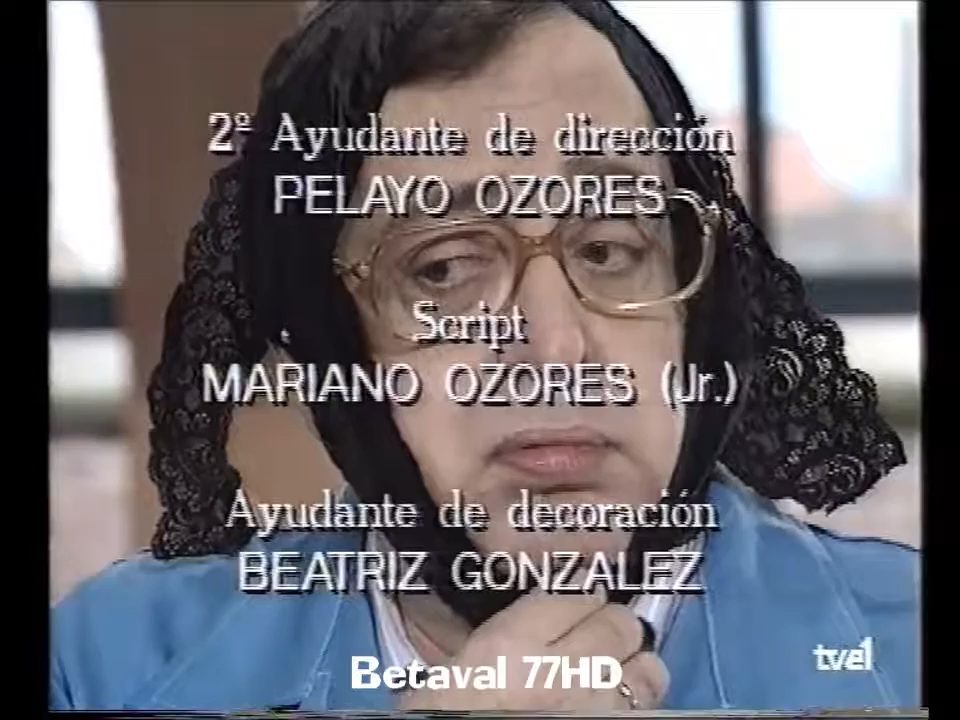 2º Ayudante de dirección
PELAYO OZORES
Script
MARIANO OZORES (Jr.)
Ayudante de decoración
BEATRIZ GONZALEZ
tve1
Betaval 77HD